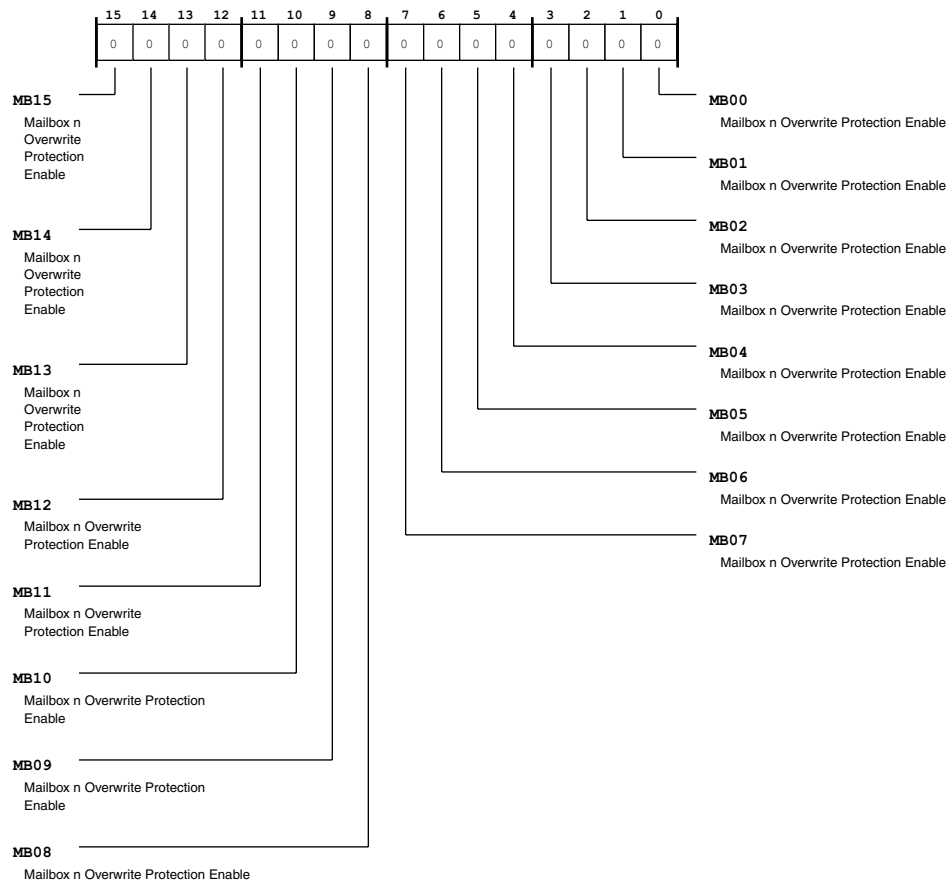 15 14 13 12 11 10 9 8 7 6 5 4 3 2 1 0
0 0 0 0 0 0 0 0 0 0 0 0 0 0 0 0
MB15
Mailbox n
Overwrite
Protection
Enable
MB14
Mailbox n
Overwrite
Protection
Enable
MB13
Mailbox n
Overwrite
Protection
Enable
MB12
Mailbox n Overwrite
Protection Enable
MB11
Mailbox n Overwrite
Protection Enable
MB10
Mailbox n Overwrite Protection
Enable
MB09
Mailbox n Overwrite Protection
Enable
MB08
Mailbox n Overwrite Protection Enable
MB00
Mailbox n Overwrite Protection Enable
MB01
Mailbox n Overwrite Protection Enable
MB02
Mailbox n Overwrite Protection Enable
MB03
Mailbox n Overwrite Protection Enable
MB04
Mailbox n Overwrite Protection Enable
MB05
Mailbox n Overwrite Protection Enable
MB06
Mailbox n Overwrite Protection Enable
MB07
Mailbox n Overwrite Protection Enable